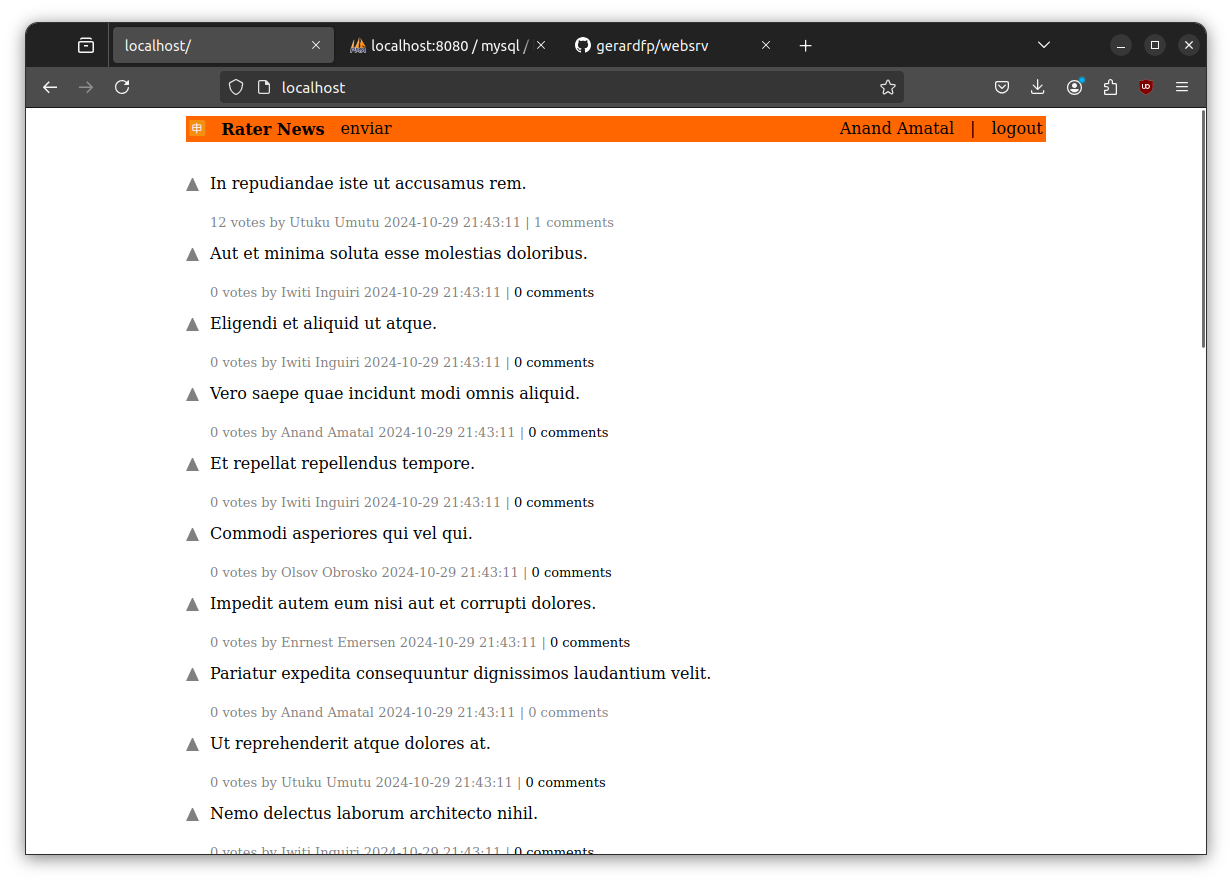 localhost/
localhost:8080 / mysql /
gerardfp/websrv
localhost
申 Rater News enviar Anand Amatal | logout
In repudiandae iste ut accusamus rem.
12 votes by Utuku Umutu 2024-10-29 21:43:11 | 1 comments
Aut et minima soluta esse molestias doloribus.
0 votes by Iwiti Inguiri 2024-10-29 21:43:11 | 0 comments
Eligendi et aliquid ut atque.
0 votes by Iwiti Inguiri 2024-10-29 21:43:11 | 0 comments
Vero saepe quae incidunt modi omnis aliquid.
0 votes by Anand Amatal 2024-10-29 21:43:11 | 0 comments
Et repellat repellendus tempore.
0 votes by Iwiti Inguiri 2024-10-29 21:43:11 | 0 comments
Commodi asperiores qui vel qui.
0 votes by Olsov Obrosko 2024-10-29 21:43:11 | 0 comments
Impedit autem eum nisi aut et corrupti dolores.
0 votes by Enrnest Emersen 2024-10-29 21:43:11 | 0 comments
Pariatur expedita consequuntur dignissimos laudantium velit.
0 votes by Anand Amatal 2024-10-29 21:43:11 | 0 comments
Ut reprehenderit atque dolores at.
0 votes by Utuku Umutu 2024-10-29 21:43:11 | 0 comments
Nemo delectus laborum architecto nihil.
0 votes by Iwiti Inguiri 2024-10-29 21:43:11 | 0 comments